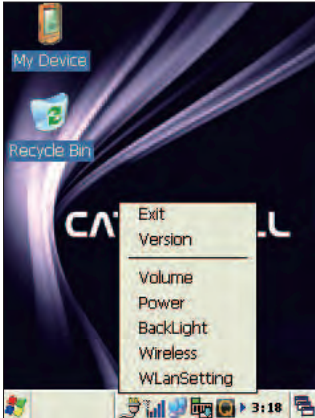 My Device
Recycle Bin
Exit
Version
Volume
Power
BackLight
Wireless
WLanSetting
3:18